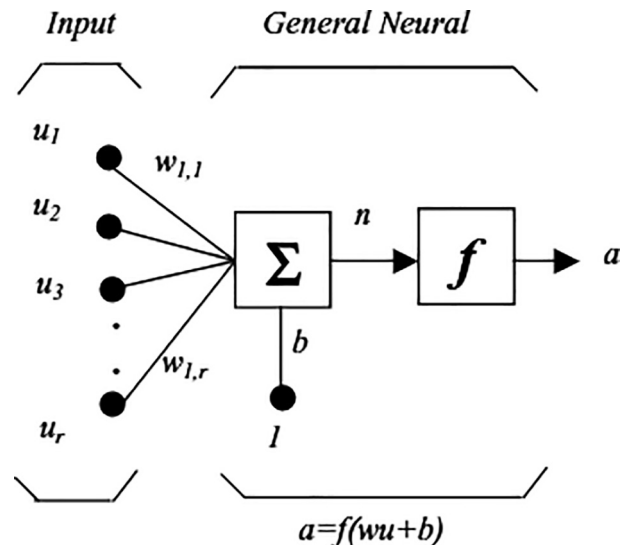 Input
General Neural
u1
w1,1
u2
n
Σ
f
a
u3
b
w1,r
ur
1
a=f(wu+b)